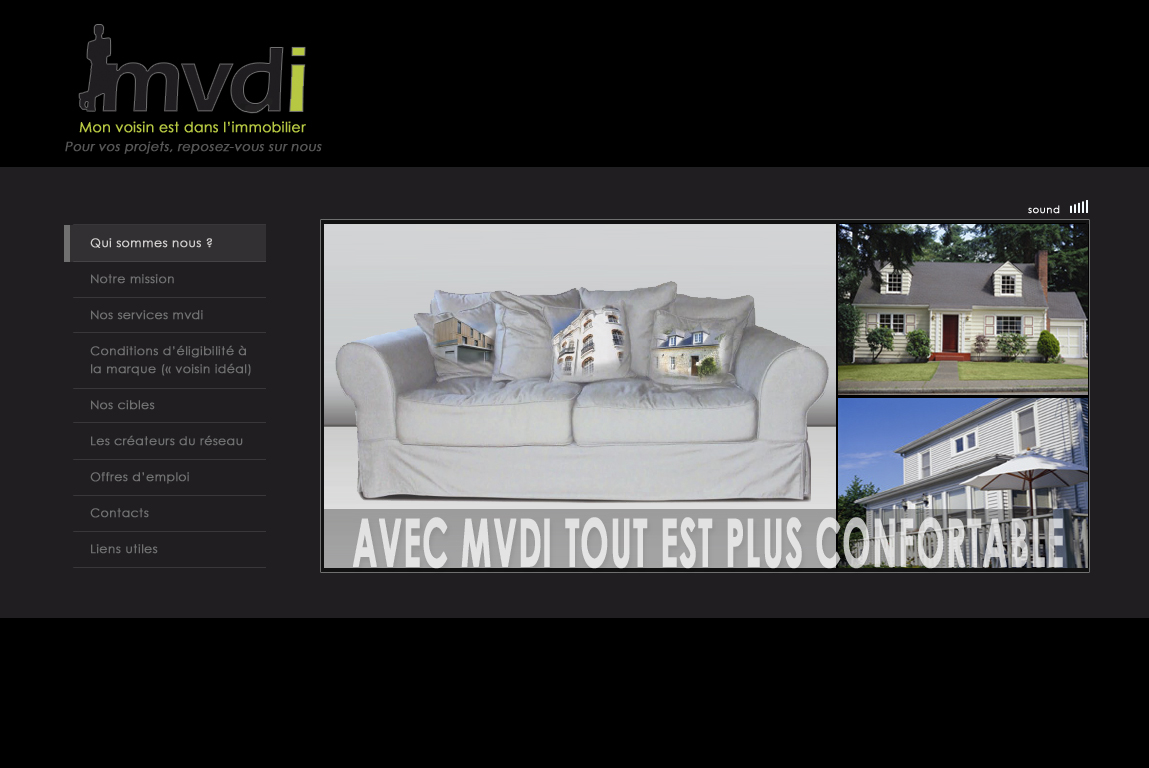 mvdi
Mon voisin est dans l'immobilier
Pour vos projets, reposez-vous sur nous
sound
Qui sommes nous ?
Notre mission
Nos services mvdi
Conditions d'éligibilité à
la marque (« voisin idéal)
Nos cibles
Les créateurs du réseau
Offres d'emploi
Contacts
Liens utiles
AVEC MVDI TOUT EST PLUS CONFORTABLE